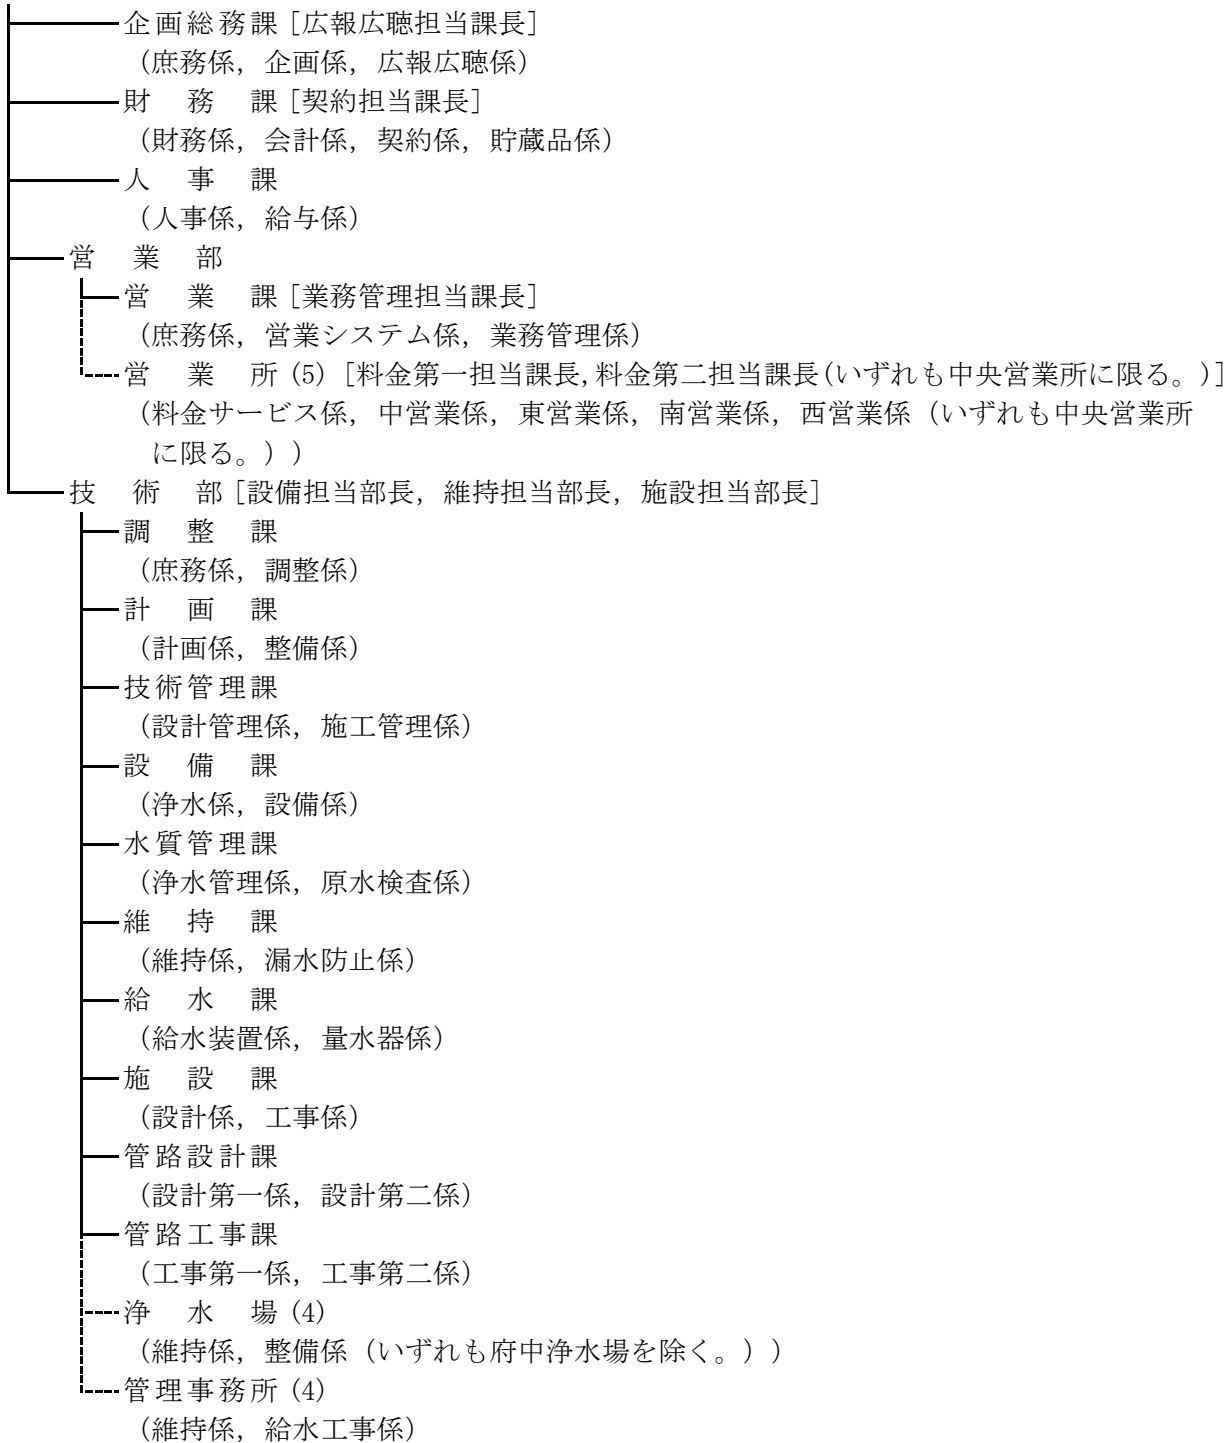 企画総務課［広報広聴担当課長］
（庶務係，企画係，広報広聴係）
財　務　課［契約担当課長］
（財務係，会計係，契約係，貯蔵品係）
人　事　課
（人事係，給与係）
営　業　部
営　業　課［業務管理担当課長］
（庶務係，営業システム係，業務管理係）
営　業　所(5)［料金第一担当課長,料金第二担当課長(いずれも中央営業所に限る。)］
（料金サービス係，中営業係，東営業係，南営業係，西営業係（いずれも中央営業所
に限る。））
技　術　部［設備担当部長，維持担当部長，施設担当部長］
調　整　課
（庶務係，調整係）
計　画　課
（計画係，整備係）
技術管理課
（設計管理係，施工管理係）
設　備　課
（浄水係，設備係）
水質管理課
（浄水管理係，原水検査係）
維　持　課
（維持係，漏水防止係）
給　水　課
（給水装置係，量水器係）
施　設　課
（設計係，工事係）
管路設計課
（設計第一係，設計第二係）
管路工事課
（工事第一係，工事第二係）
浄　水　場(4)
（維持係，整備係（いずれも府中浄水場を除く。））
管理事務所(4)
（維持係，給水工事係）